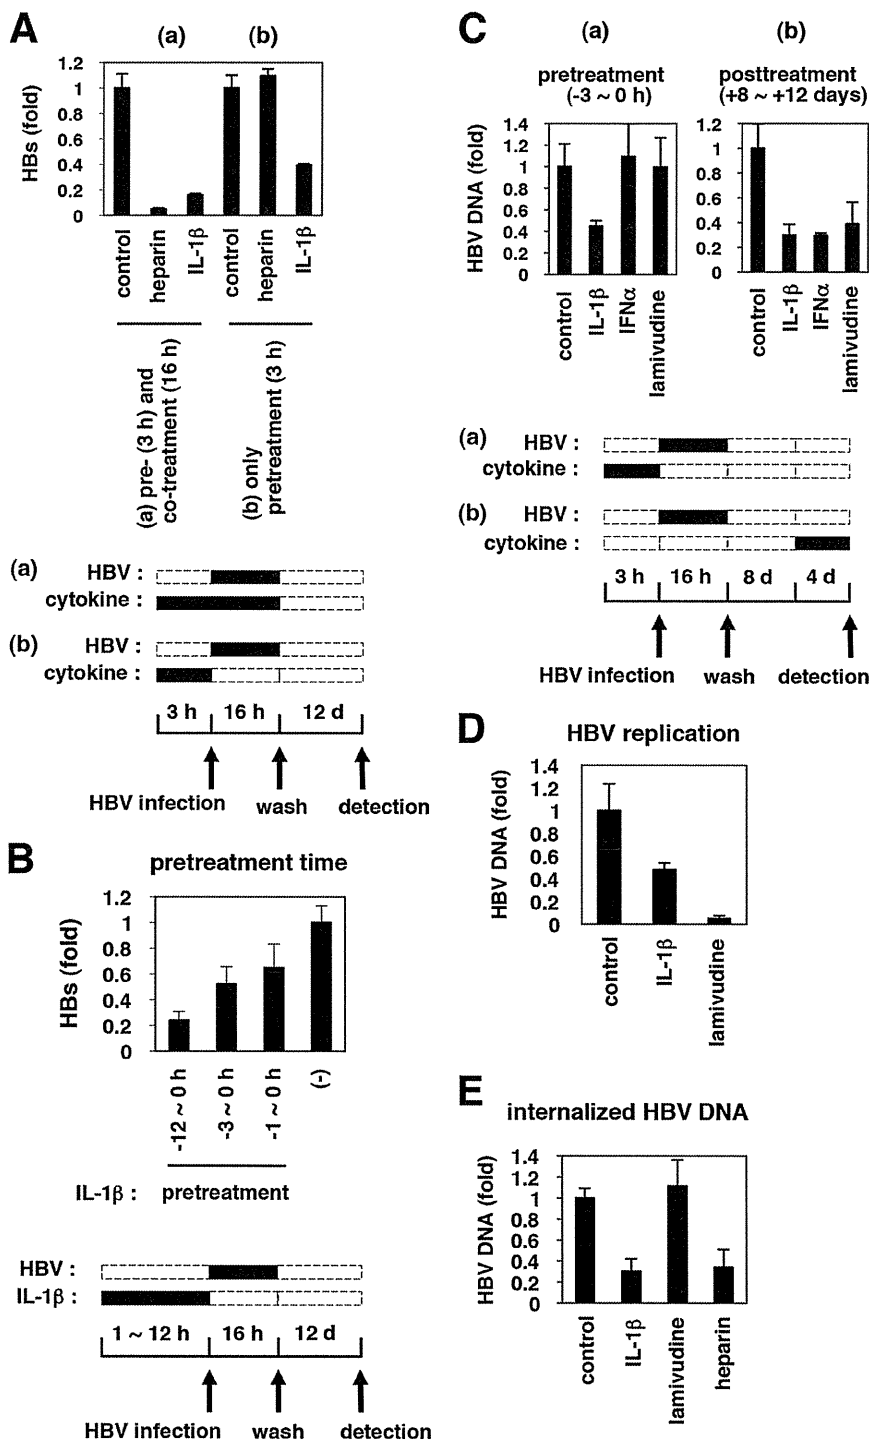 A
(a) (b)
HBs (fold)
1.2
1
0.8
0.6
0.4
0.2
0
control
heparin
IL-1β
control
heparin
IL-1β
(a) pre- (3 h) and
co-treatment (16 h)
(b) only
pretreatment (3 h)
(a) HBV :
cytokine :
(b) HBV :
cytokine :
3 h 16 h 12 d
HBV infection wash detection
B
pretreatment time
HBs (fold)
1.2
1
0.8
0.6
0.4
0.2
0
-12 ~ 0 h
-3 ~ 0 h
-1 ~ 0 h
(-)
IL-1β : pretreatment
HBV :
IL-1β :
1 ~ 12 h 16 h 12 d
HBV infection wash detection
C
(a) (b)
pretreatment
(-3 ~ 0 h)
posttreatment
(+8 ~ +12 days)
HBV DNA (fold)
1.4
1.2
1
0.8
0.6
0.4
0.2
0
control
IL-1β
IFNα
lamivudine
1.2
1
0.8
0.6
0.4
0.2
0
control
IL-1β
IFNα
lamivudine
(a) HBV :
cytokine :
(b) HBV :
cytokine :
3 h 16 h 8 d 4 d
HBV infection wash detection
D
HBV replication
HBV DNA (fold)
1.4
1.2
1
0.8
0.6
0.4
0.2
0
control
IL-1β
lamivudine
E
internalized HBV DNA
HBV DNA (fold)
1.4
1.2
1
0.8
0.6
0.4
0.2
0
control
IL-1β
lamivudine
heparin